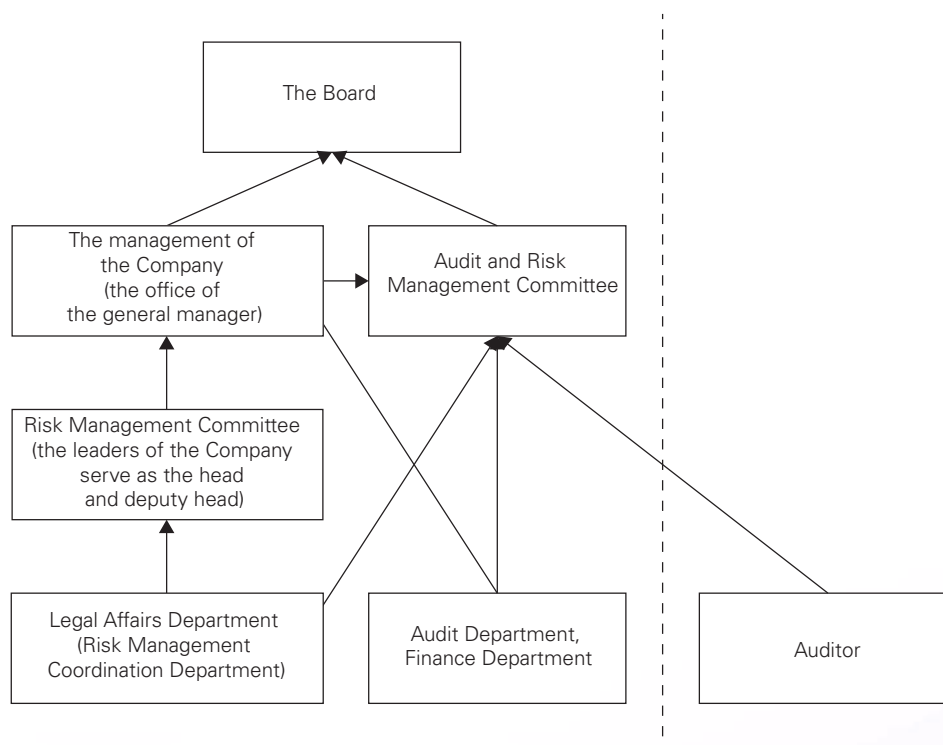 The Board
The management of
the Company
(the office of
the general manager)
Audit and Risk
Management Committee
Risk Management Committee
(the leaders of the Company
serve as the head
and deputy head)
Legal Affairs Department
(Risk Management
Coordination Department)
Audit Department,
Finance Department
Auditor